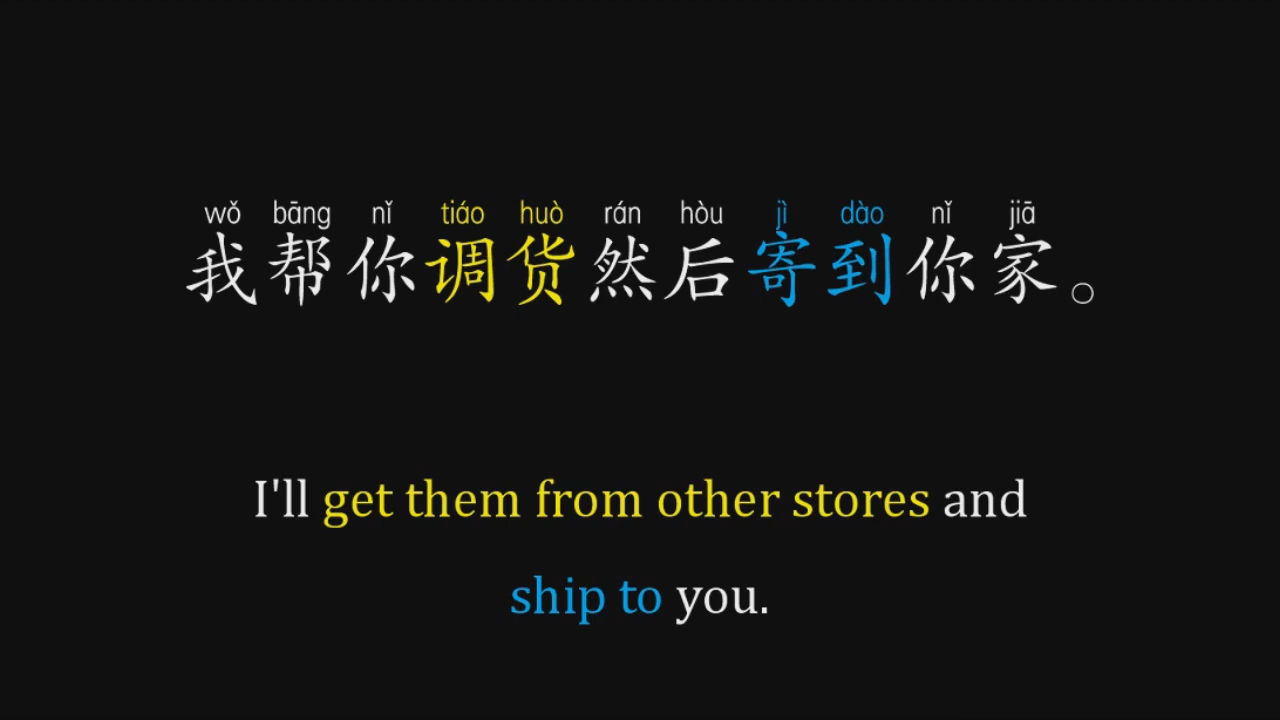 wǒ bāng nǐ tiáo huò rán hòu jì dào nǐ jiā
我帮你调货然后寄到你家。
I'll get them from other stores and
ship to you.